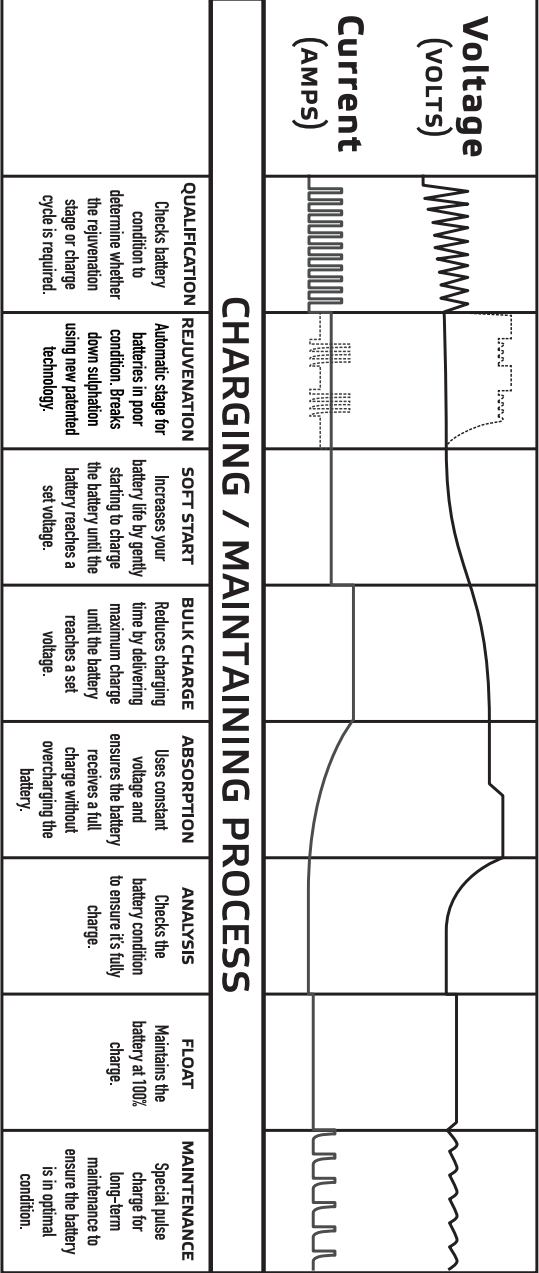 Voltage
(VOLTS)
Current
(AMPS)
CHARGING / MAINTAINING PROCESS
QUALIFICATION
Checks battery
condition to
determine whether
the rejuvenation
stage or charge
cycle is required.
REJUVENATION
Automatic stage for
batteries in poor
condition. Breaks
down sulphation
using new patented
technology.
SOFT START
Increases your
battery life by gently
starting to charge
the battery until the
battery reaches a
set voltage.
BULK CHARGE
Reduces charging
time by delivering
maximum charge
until the battery
reaches a set
voltage.
ABSORPTION
Uses constant
voltage and
ensures the battery
receives a full
charge without
overcharging the
battery.
ANALYSIS
Checks the
battery condition
to ensure it's fully
charge.
FLOAT
Maintains the
battery at 100%
charge.
MAINTENANCE
Special pulse
charge for
long-term
maintenance to
ensure the battery
is in optimal
condition.